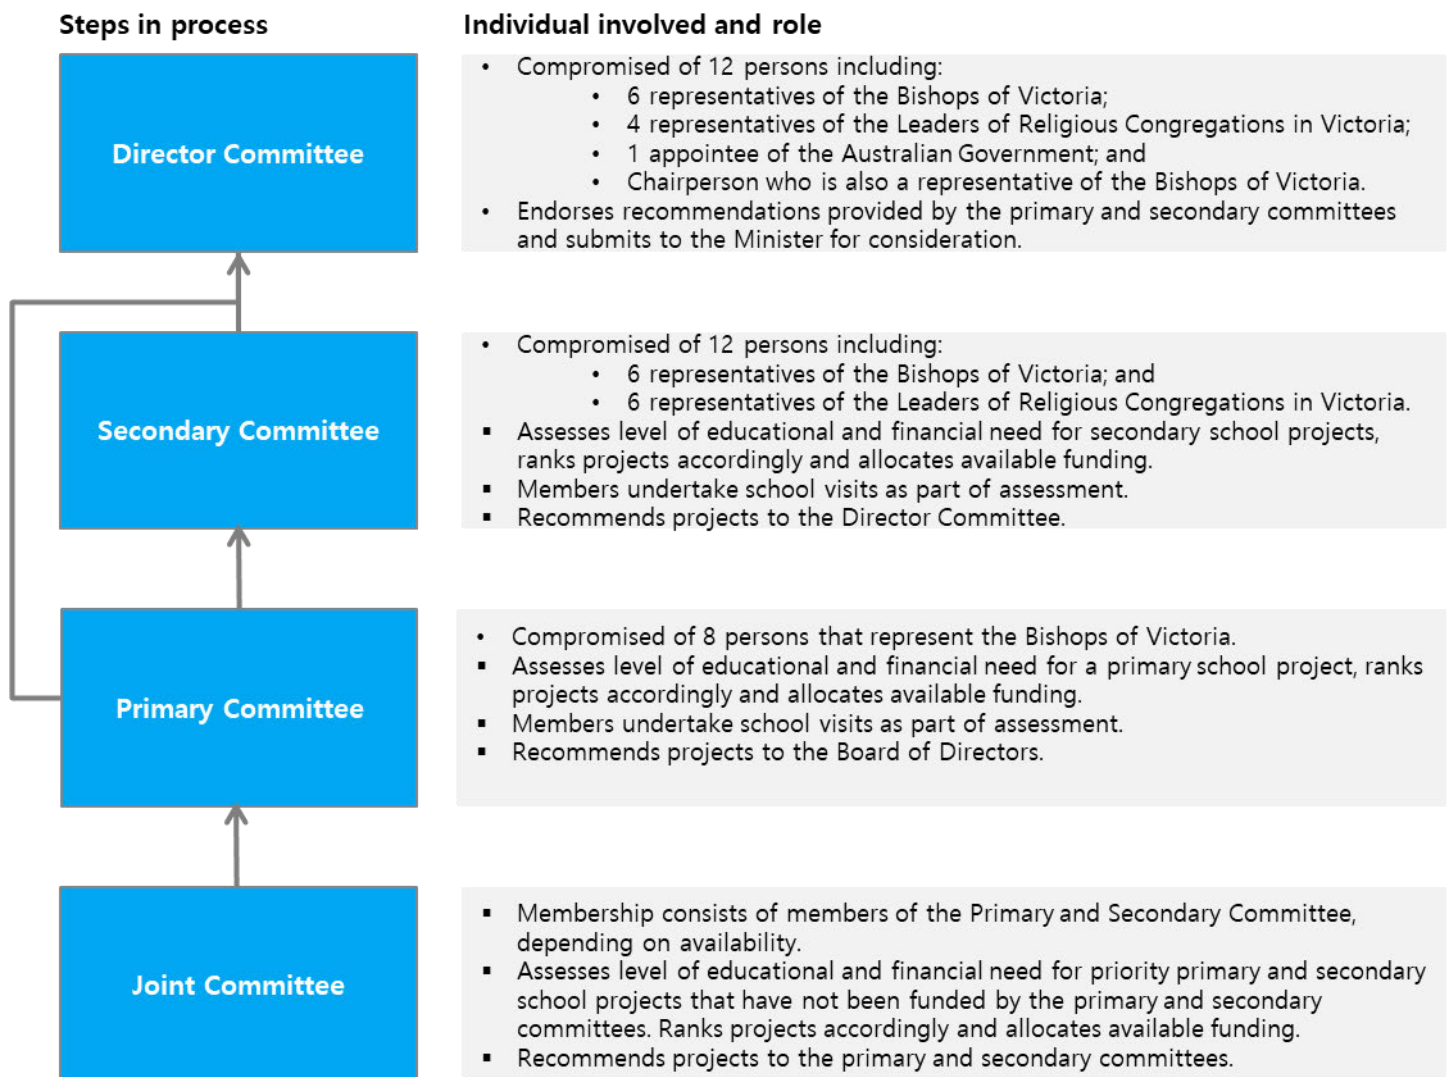 Steps in process
Individual involved and role
Director Committee
• Compromised of 12 persons including:
• 6 representatives of the Bishops of Victoria;
• 4 representatives of the Leaders of Religious Congregations in Victoria;
• 1 appointee of the Australian Government; and
• Chairperson who is also a representative of the Bishops of Victoria.
• Endorses recommendations provided by the primary and secondary committees
and submits to the Minister for consideration.
Secondary Committee
• Compromised of 12 persons including:
• 6 representatives of the Bishops of Victoria; and
• 6 representatives of the Leaders of Religious Congregations in Victoria.
▪ Assesses level of educational and financial need for secondary school projects,
ranks projects accordingly and allocates available funding.
▪ Members undertake school visits as part of assessment.
▪ Recommends projects to the Director Committee.
Primary Committee
• Compromised of 8 persons that represent the Bishops of Victoria.
▪ Assesses level of educational and financial need for a primary school project, ranks
projects accordingly and allocates available funding.
▪ Members undertake school visits as part of assessment.
▪ Recommends projects to the Board of Directors.
Joint Committee
▪ Membership consists of members of the Primary and Secondary Committee,
depending on availability.
▪ Assesses level of educational and financial need for priority primary and secondary
school projects that have not been funded by the primary and secondary
committees. Ranks projects accordingly and allocates available funding.
▪ Recommends projects to the primary and secondary committees.